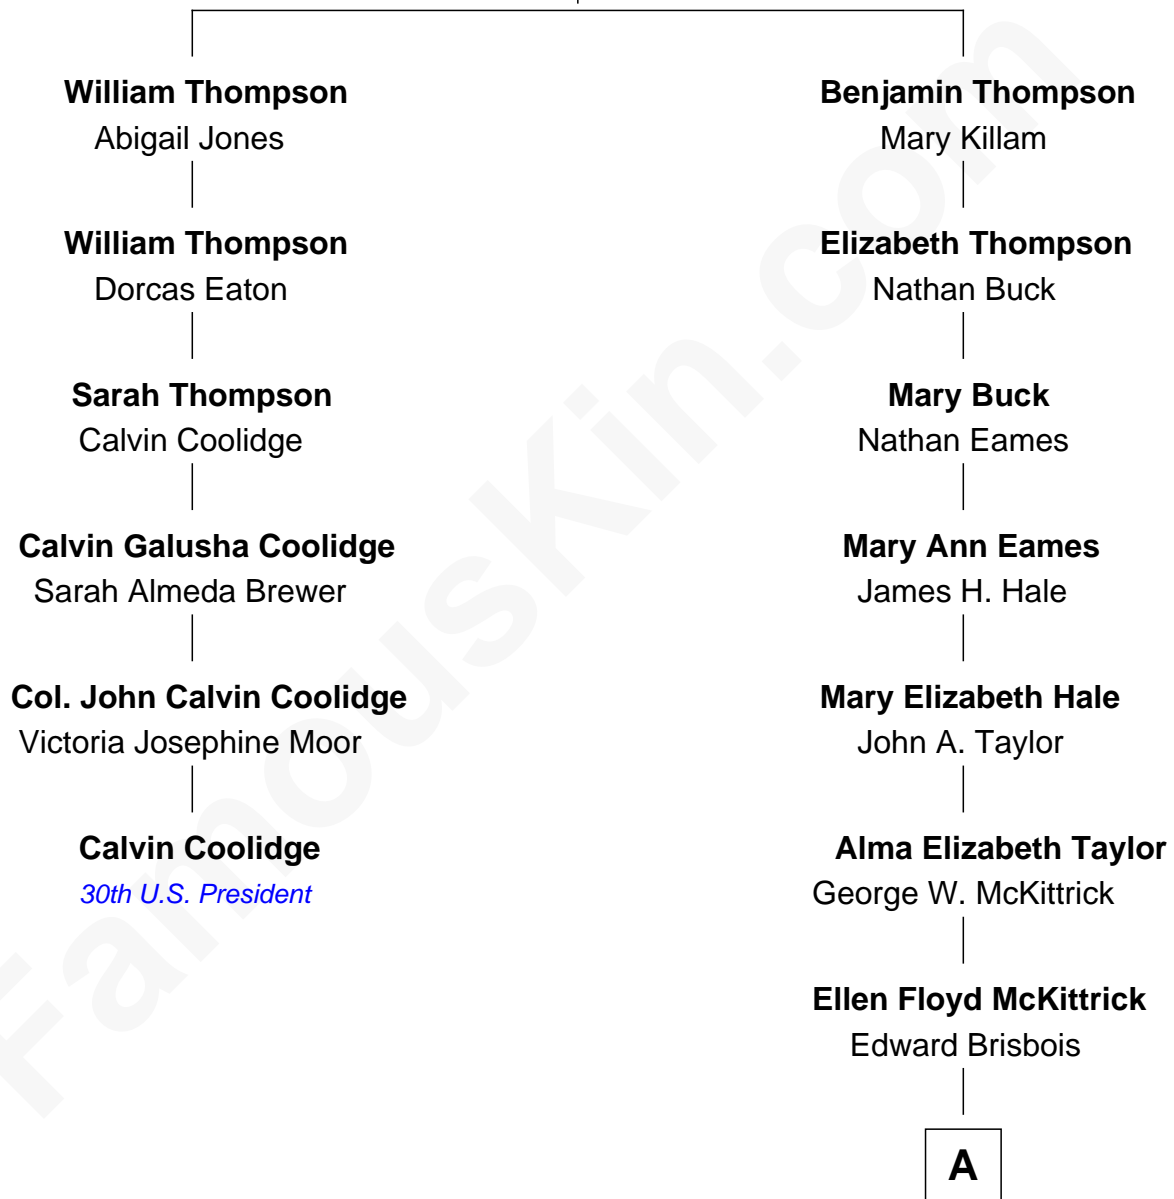 William Thompson
Abigail Jones
William Thompson
Dorcas Eaton
Sarah Thompson
Calvin Coolidge
Calvin Galusha Coolidge
Sarah Almeda Brewer
Col. John Calvin Coolidge
Victoria Josephine Moor
Calvin Coolidge
30th U.S. President
Benjamin Thompson
Mary Killam
Elizabeth Thompson
Nathan Buck
Mary Buck
Nathan Eames
Mary Ann Eames
James H. Hale
Mary Elizabeth Hale
John A. Taylor
Alma Elizabeth Taylor
George W. McKittrick
Ellen Floyd McKittrick
Edward Brisbois
A
FamousKin.com